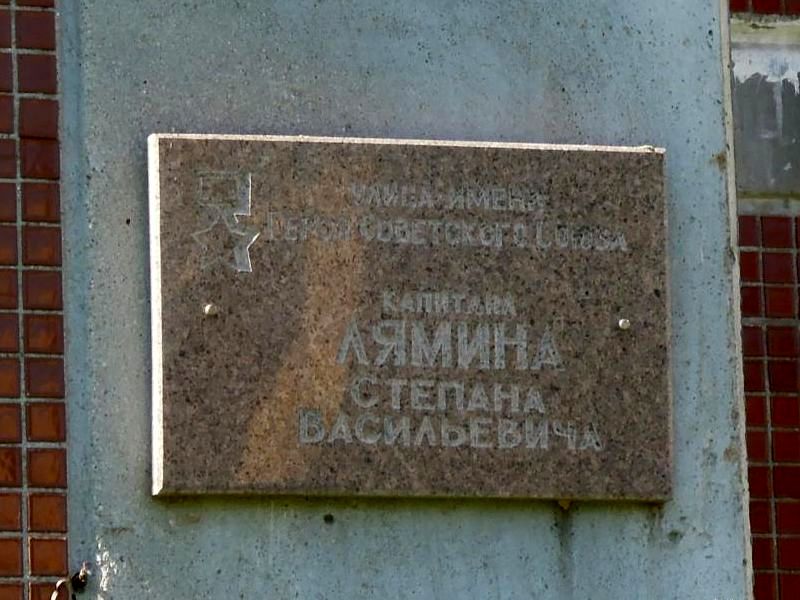 УЛИЦА ИМЕНИ
ГЕРОЯ СОВЕТСКОГО СОЮЗА
КАПИТАНА
ЛЯМИНА
СТЕПАНА
ВАСИЛЬЕВИЧА